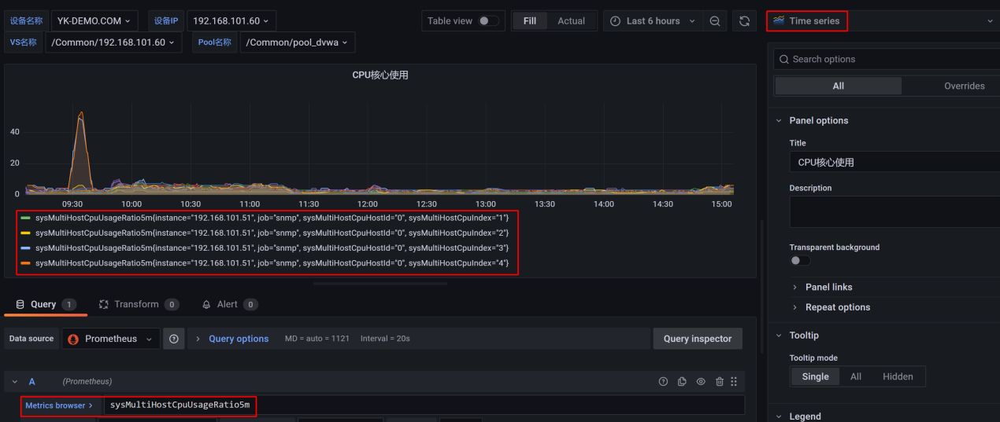 设备名称 YK-DEMO.COM 设备IP 192.168.101.60 Table view Fill Actual Last 6 hours Time series
VS名称 /Common/192.168.101.60 Pool名称 /Common/pool_dvwa
Search options
CPU核心使用
All Overrides
Panel options
40
Title
20
CPU核心使用
0
Description
09:30 10:00 10:30 11:00 11:30 12:00 12:30 13:00 13:30 14:00 14:30 15:00
sysMultiHostCpuUsageRatio5m{instance="192.168.101.51", job="snmp", sysMultiHostCpuHostId="0", sysMultiHostCpuIndex="1"}
sysMultiHostCpuUsageRatio5m{instance="192.168.101.51", job="snmp", sysMultiHostCpuHostId="0", sysMultiHostCpuIndex="2"}
sysMultiHostCpuUsageRatio5m{instance="192.168.101.51", job="snmp", sysMultiHostCpuHostId="0", sysMultiHostCpuIndex="3"}
sysMultiHostCpuUsageRatio5m{instance="192.168.101.51", job="snmp", sysMultiHostCpuHostId="0", sysMultiHostCpuIndex="4"}
Transparent background
Panel links
Query 1 Transform 0 Alert 0
Repeat options
Data source Prometheus Query options MD = auto = 1121 Interval = 20s Query inspector
Tooltip
Tooltip mode
Single All Hidden
A (Prometheus)
Metrics browser > sysMultiHostCpuUsageRatio5m
Legend